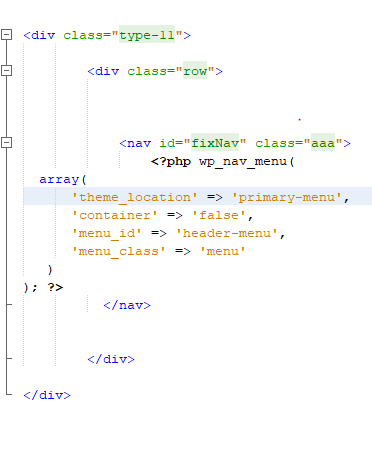 <div class="type-11">
<div class="row">
<nav id="fixNav" class="aaa">
<?php wp_nav_menu(
array(
'theme_location' => 'primary-menu',
'container' => 'false',
'menu_id' => 'header-menu',
'menu_class' => 'menu'
)
); ?>
</nav>
</div>
</div>